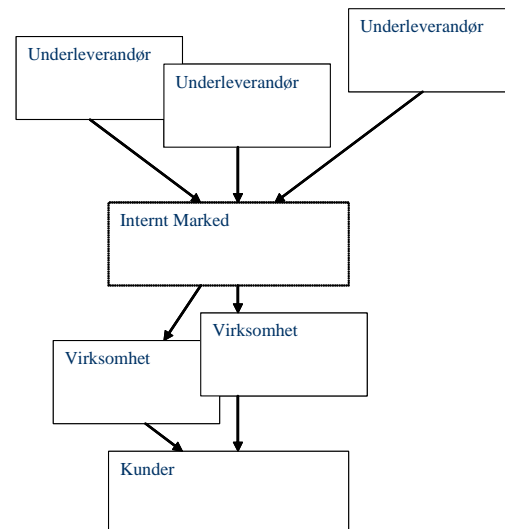 Underleverandør
Underleverandør
Underleverandør
Internt Marked
Virksomhet
Virksomhet
Kunder